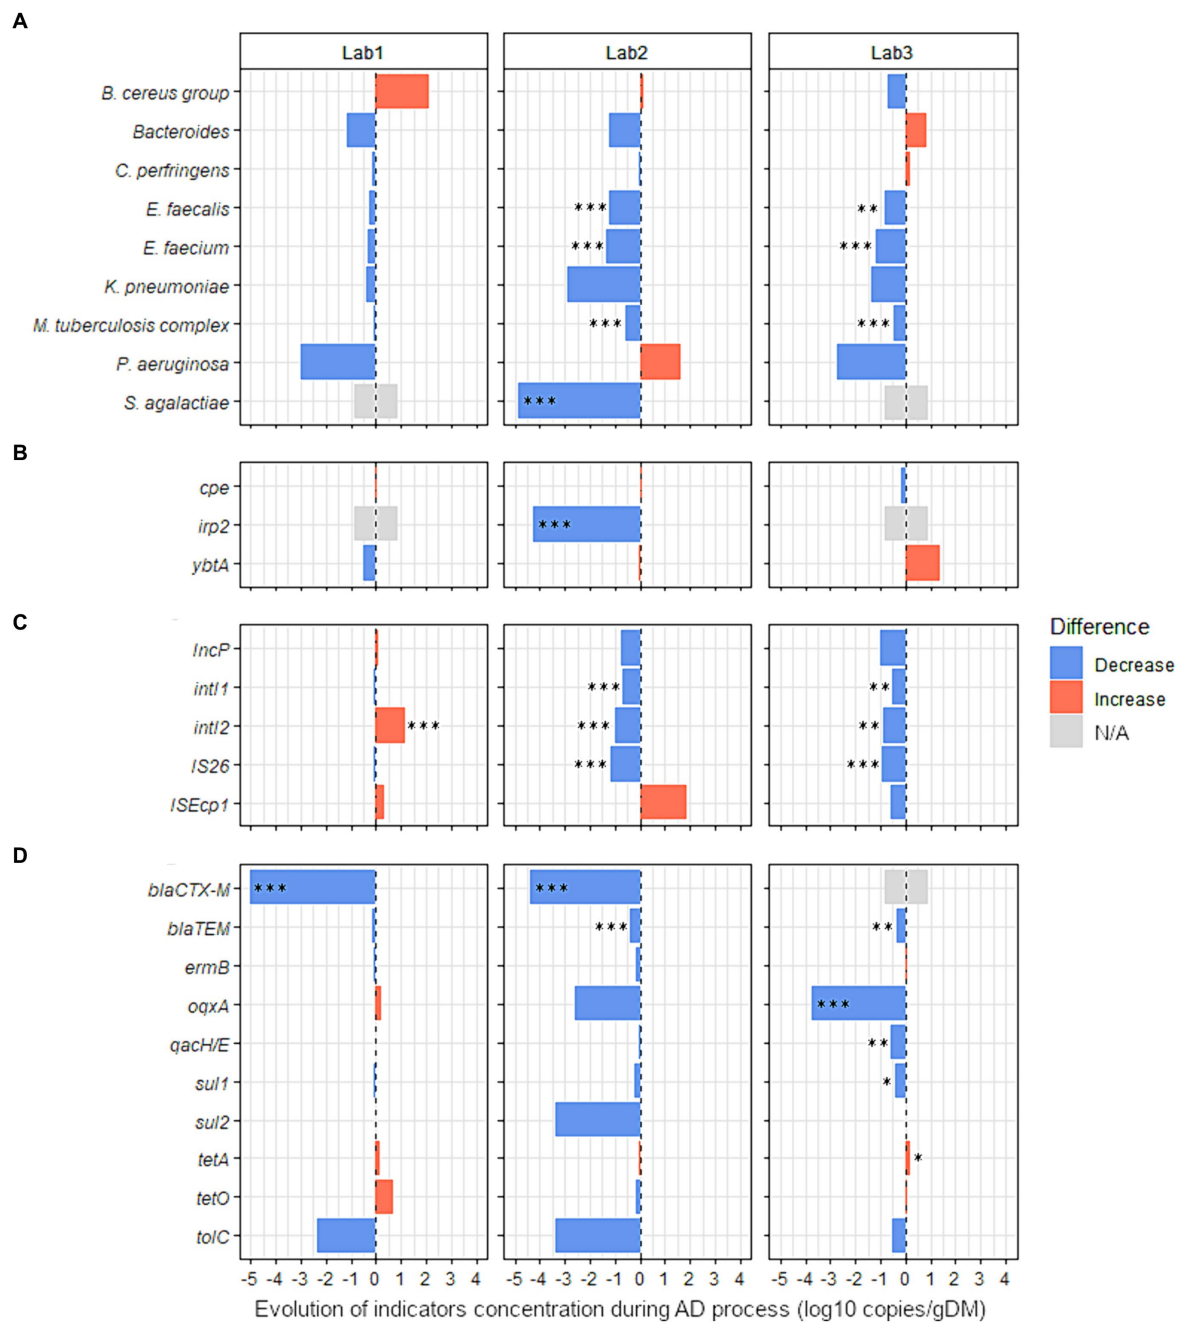 A
Lab1 Lab2 Lab3
B. cereus group
Bacteroides
C. perfringens
E. faecalis *** **
E. faecium *** ***
K. pneumoniae
M. tuberculosis complex *** ***
P. aeruginosa
S. agalactiae ***
B
cpe
irp2 ***
ybtA
C
IncP
intI1 *** **
intI2 *** *** **
IS26 *** ***
ISEcp1
Difference
Decrease
Increase
N/A
D
blaCTX-M *** ***
blaTEM *** **
ermB
oqxA ***
qacH/E **
sul1 *
sul2
tetA *
tetO
tolC
-5 -4 -3 -2 -1 0 1 2 3 4 -5 -4 -3 -2 -1 0 1 2 3 4 -5 -4 -3 -2 -1 0 1 2 3 4
Evolution of indicators concentration during AD process (log10 copies/gDM)